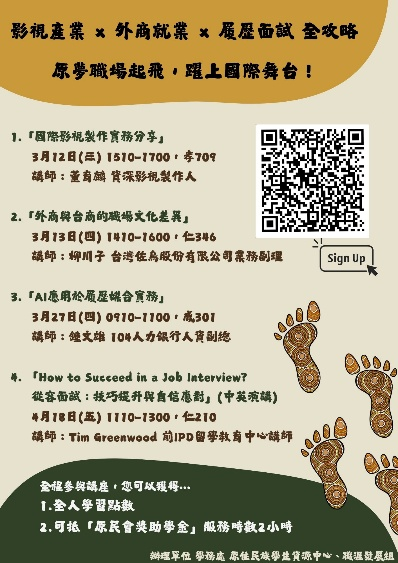 影視產業 x 外商就業 x 履歷面試 全攻略
原夢職場起飛，躍上國際舞台！
1.「國際影視製作實務分享」
3月12日(三) 1510-1700，孝709
講師：董育麟 資深影視製作人
2.「外商與台商的職場文化差異」
3月13日(四) 1410-1600，仁346
講師：柳川子 台灣佐鳥股份有限公司業務副理
Sign Up
3.「AI應用於履歷媒合實務」
3月27日(四) 0910-1100，成301
講師：鍾文雄 104人力銀行人資副總
4.「How to Succeed in a Job Interview?
從容面試：技巧提升與自信應對」(中英演講)
4月18日(五) 1110-1300，仁210
講師：Tim Greenwood 前IPD留學教育中心講師
全程參與講座，您可以獲得...
1.全人學習點數
2.可抵「原民會獎助學金」服務時數2小時
辦理單位 學務處 原住民族學生資源中心、職涯發展組